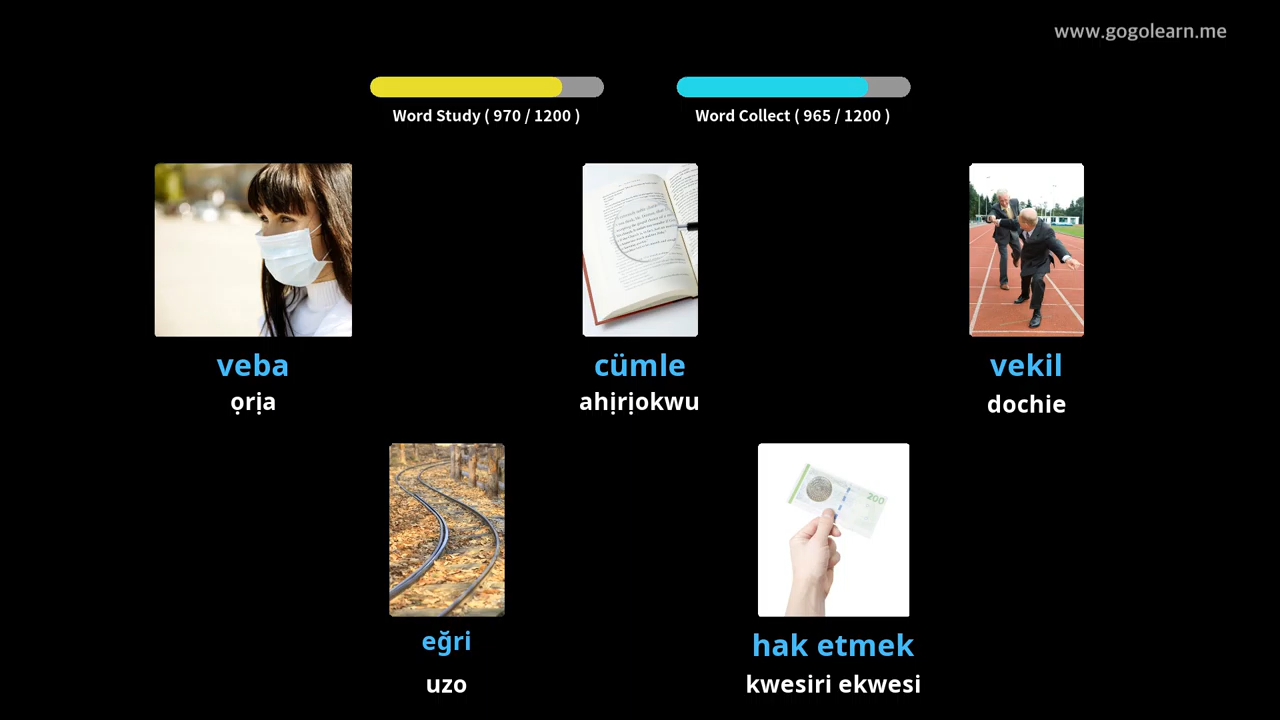 www.gogolearn.me
Word Study ( 970 / 1200 )
Word Collect ( 965 / 1200 )
veba
ọrịa
cümle
ahịrịokwu
vekil
dochie
200
eğri
uzo
hak etmek
kwesiri ekwesi